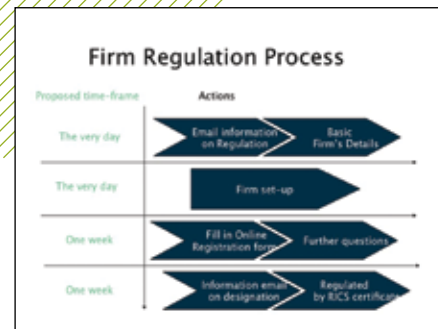 Firm Regulation Process
Proposed time-frame
Actions
The very day
Email information
on Regulation
Basic
Firm's Details
The very day
Firm set-up
One week
Fill in Online
Registration form
Further questions
One week
Information email
on designation
Regulated
by RICS certificate